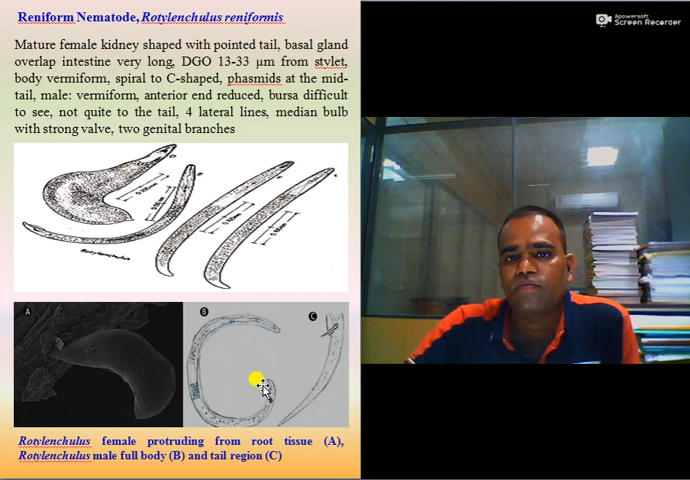 Reniform Nematode, Rotylenchulus reniformis
Mature female kidney shaped with pointed tail, basal gland
overlap intestine very long, DGO 13-33 µm from stylet,
body vermiform, spiral to C-shaped, phasmids at the mid-
tail, male: vermiform, anterior end reduced, bursa difficult
to see, not quite to the tail, 4 lateral lines, median bulb
with strong valve, two genital branches
Rotylenchulus
A
B
C
Rotylenchulus female protruding from root tissue (A),
Rotylenchulus male full body (B) and tail region (C)
Apowersoft
Screen Recorder